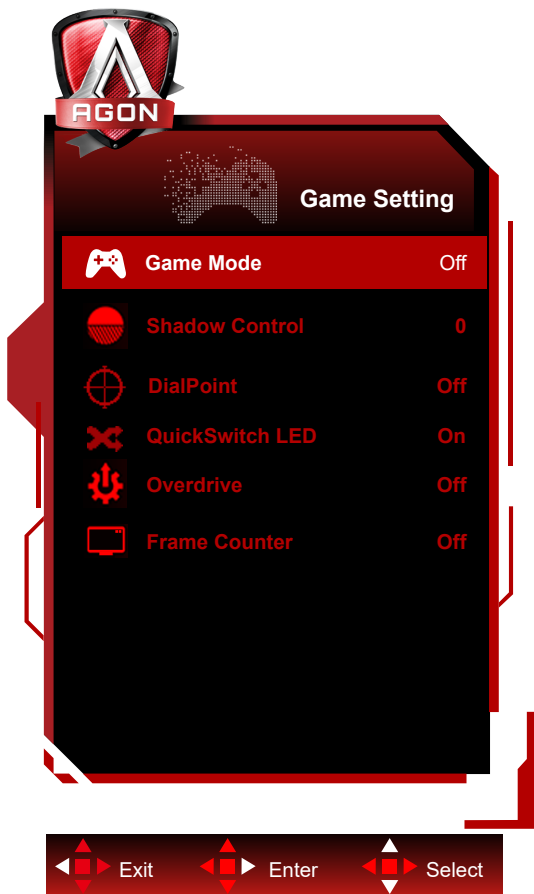 AGON
Game Setting
Game Mode Off
Shadow Control 0
DialPoint Off
QuickSwitch LED On
Overdrive Off
Frame Counter Off
Exit Enter Select